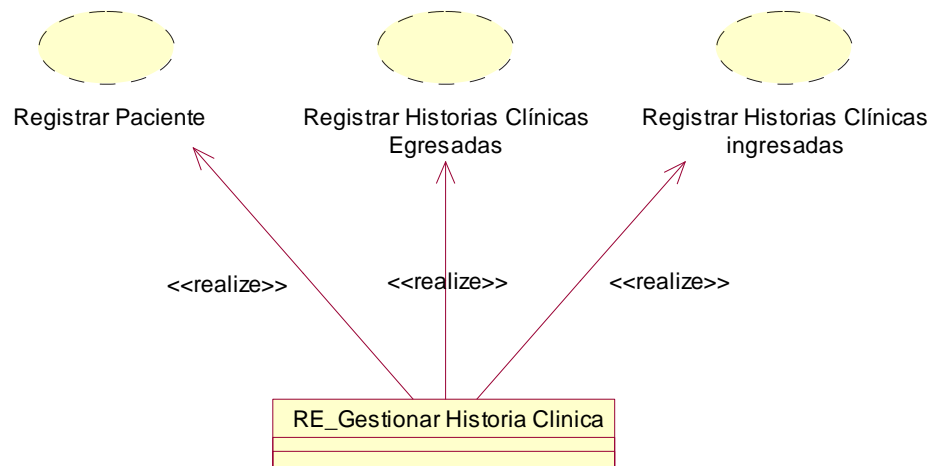 Registrar Paciente
Registrar Historias Clínicas
Egresadas
Registrar Historias Clínicas
ingresadas
<<realize>>
<<realize>>
<<realize>>
RE_Gestionar Historia Clinica